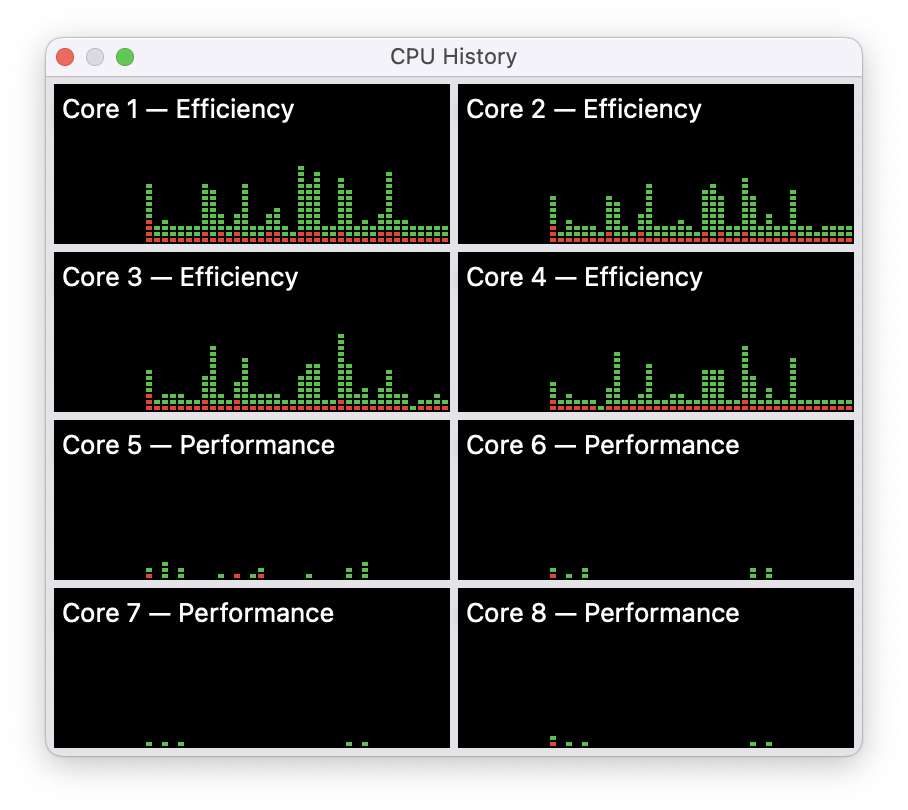 CPU History
Core 1 — Efficiency
Core 2 — Efficiency
Core 3 — Efficiency
Core 4 — Efficiency
Core 5 — Performance
Core 6 — Performance
Core 7 — Performance
Core 8 — Performance